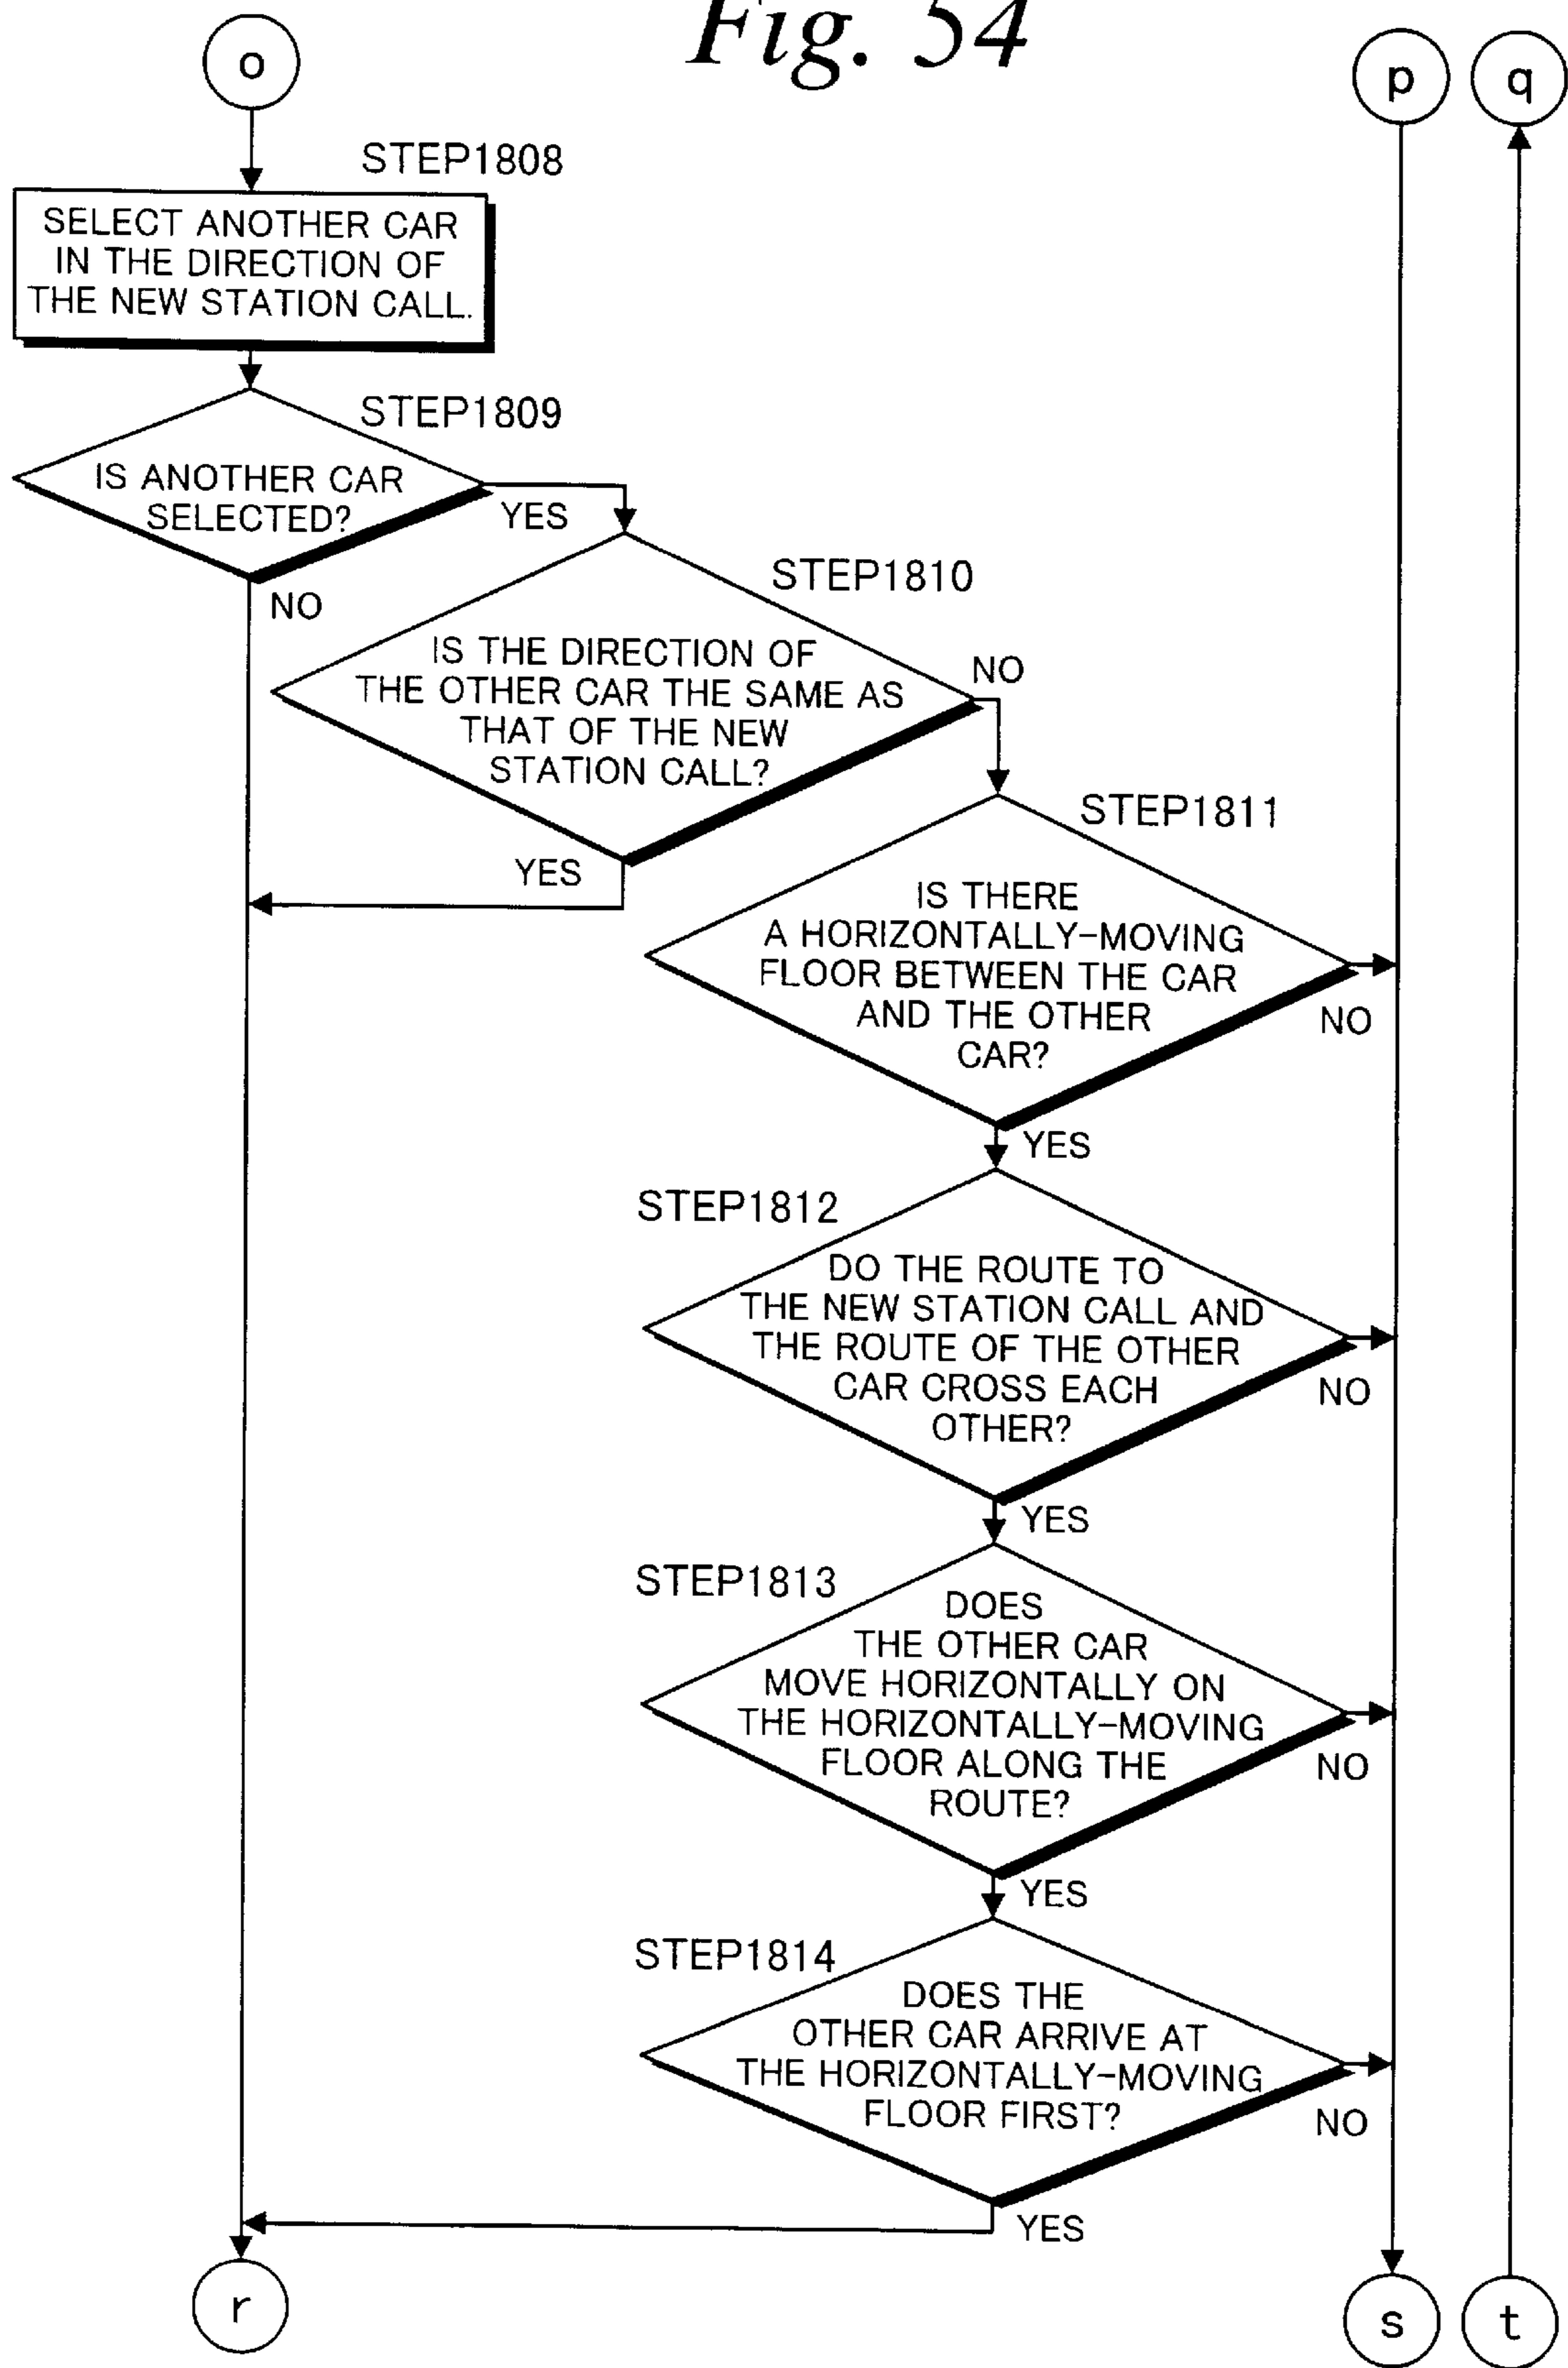 Fig. 54
o
p
q
STEP1808
SELECT ANOTHER CAR
IN THE DIRECTION OF
THE NEW STATION CALL.
STEP1809
IS ANOTHER CAR
SELECTED?
YES
NO
STEP1810
IS THE DIRECTION OF
THE OTHER CAR THE SAME AS
THAT OF THE NEW
STATION CALL?
NO
YES
STEP1811
IS THERE
A HORIZONTALLY-MOVING
FLOOR BETWEEN THE CAR
AND THE OTHER
CAR?
NO
YES
STEP1812
DO THE ROUTE TO
THE NEW STATION CALL AND
THE ROUTE OF THE OTHER
CAR CROSS EACH
OTHER?
NO
YES
STEP1813
DOES
THE OTHER CAR
MOVE HORIZONTALLY ON
THE HORIZONTALLY-MOVING
FLOOR ALONG THE
ROUTE?
NO
YES
STEP1814
DOES THE
OTHER CAR ARRIVE AT
THE HORIZONTALLY-MOVING
FLOOR FIRST?
NO
YES
r
s
t